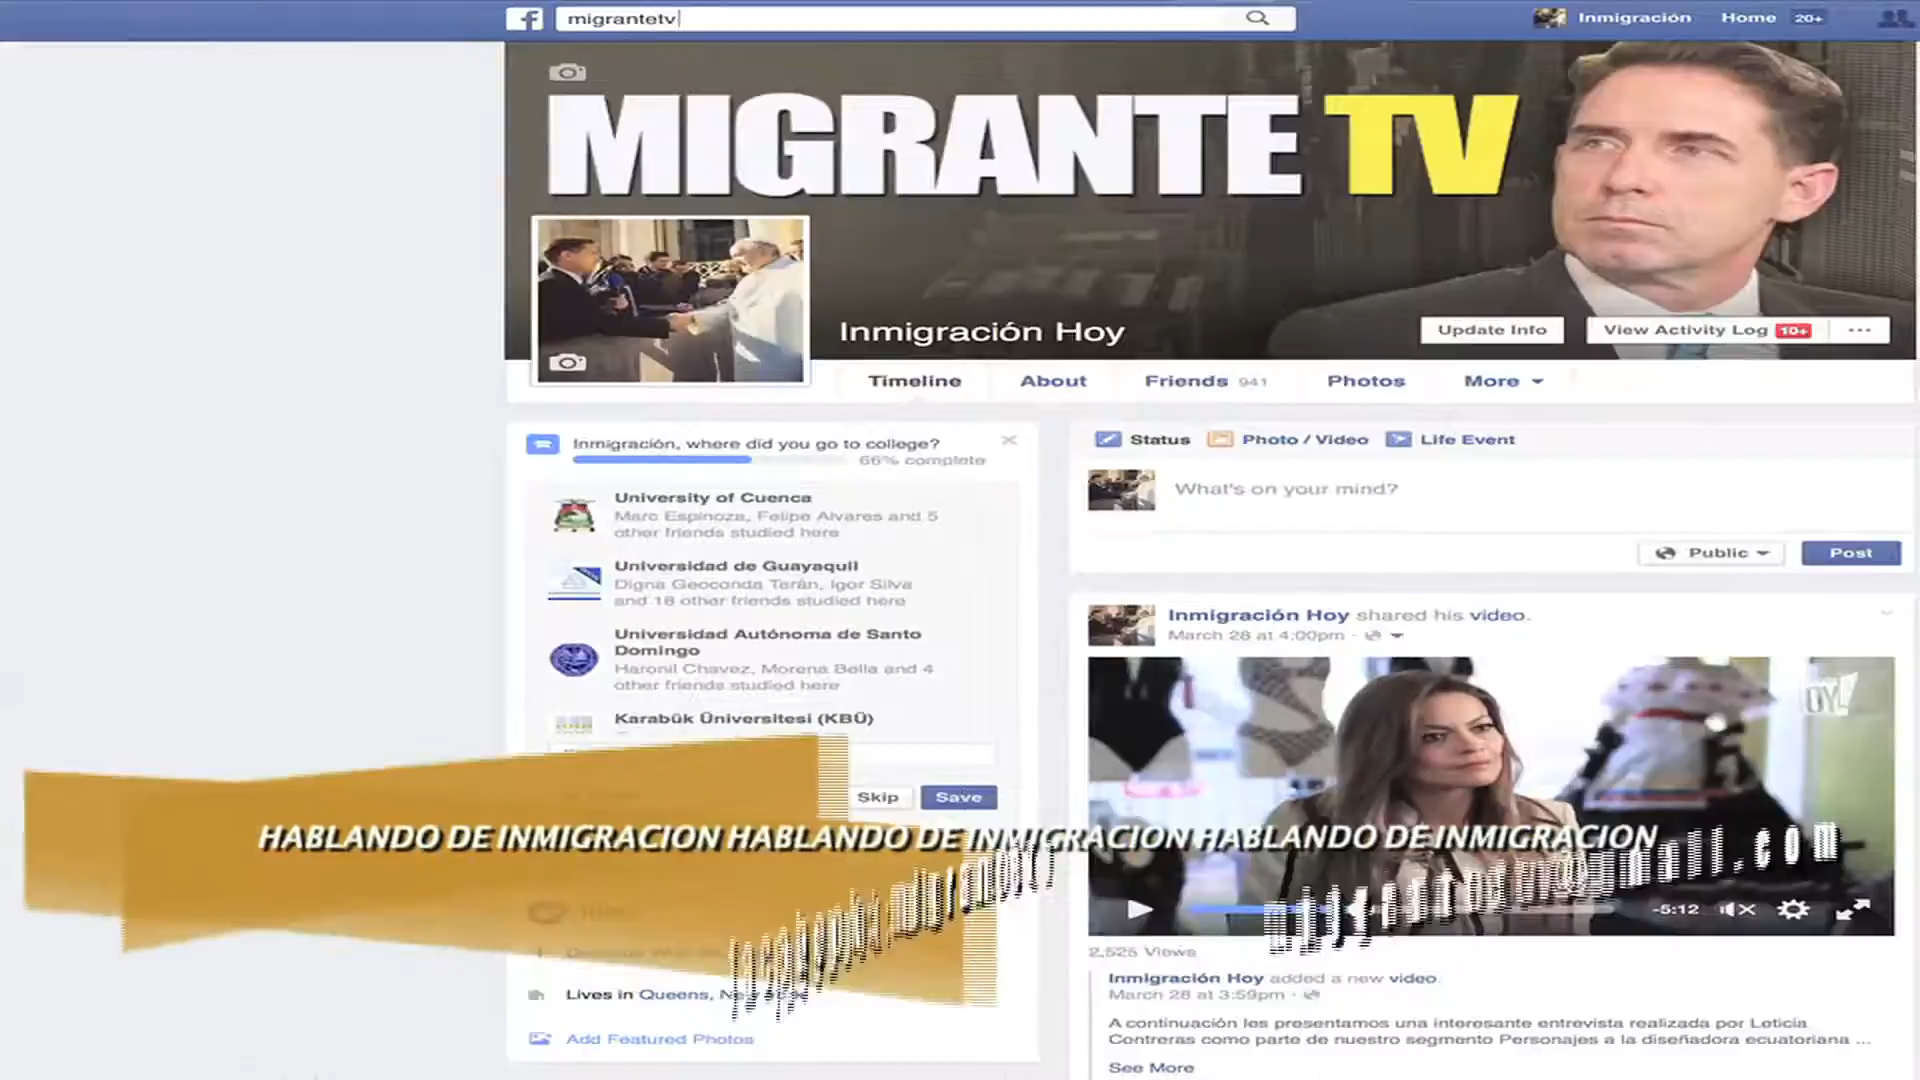 migrantetv
Inmigración Home 20+
MIGRANTE TV
Inmigración Hoy
Update Info View Activity Log 10+ ...
Timeline About Friends 941 Photos More
Inmigración, where did you go to college?
66% complete
University of Cuenca
Marc Espinoza, Felipe Alvares and 5
other friends studied here
Universidad de Guayaquil
Digna Geoconda Terán, Igor Silva
and 18 other friends studied here
Universidad Autónoma de Santo
Domingo
Haronil Chavez, Morena Bella and 4
other friends studied here
Karabük Üniversitesi (KBÜ)
Skip Save
Lives in Queens,
Add Featured Photos
Status Photo / Video Life Event
What's on your mind?
Public Post
Inmigración Hoy shared his video.
March 28 at 4:00pm
-5:12
2,525 Views
Inmigración Hoy added a new video.
March 28 at 3:59pm
A continuación les presentamos una interesante entrevista realizada por Leticia
Contreras como parte de nuestro segmento Personajes a la diseñadora ecuatoriana ...
See More
HABLANDO DE INMIGRACION HABLANDO DE INMIGRACION HABLANDO DE INMIGRACION